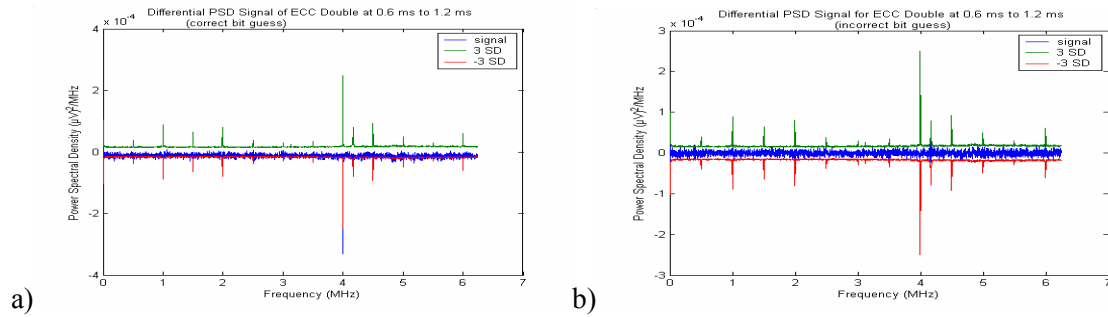 Differential PSD Signal of ECC Double at 0.6 ms to 1.2 ms
(correct bit guess)
x 10⁻⁴
4
2
0
-2
-4
Power Spectral Density (µV)²/MHz
signal
3 SD
-3 SD
0 1 2 3 4 5 6 7
Frequency (MHz)
a)
Differential PSD Signal for ECC Double at 0.6 ms to 1.2 ms
(incorrect bit guess)
x 10⁻⁴
3
2
1
0
-1
-2
-3
Power Spectral Density (µV)²/MHz
signal
3 SD
-3 SD
0 1 2 3 4 5 6 7
Frequency (MHz)
b)